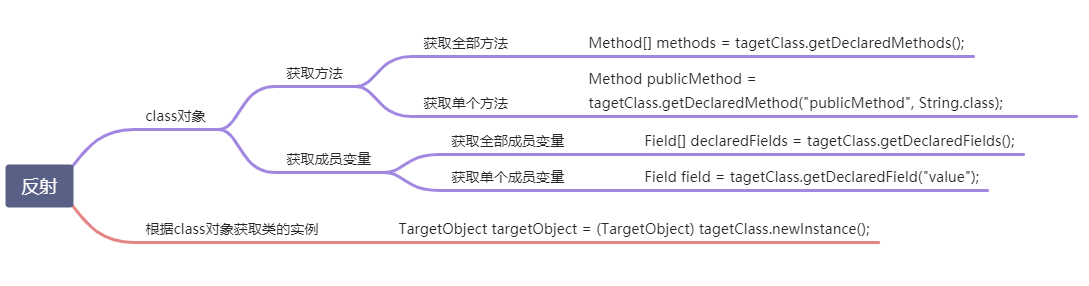 反射
class对象
获取方法
获取全部方法
Method[] methods = tagetClass.getDeclaredMethods();
获取单个方法
Method publicMethod =
tagetClass.getDeclaredMethod("publicMethod", String.class);
获取成员变量
获取全部成员变量
Field[] declaredFields = tagetClass.getDeclaredFields();
获取单个成员变量
Field field = tagetClass.getDeclaredField("value");
根据class对象获取类的实例
TargetObject targetObject = (TargetObject) tagetClass.newInstance();